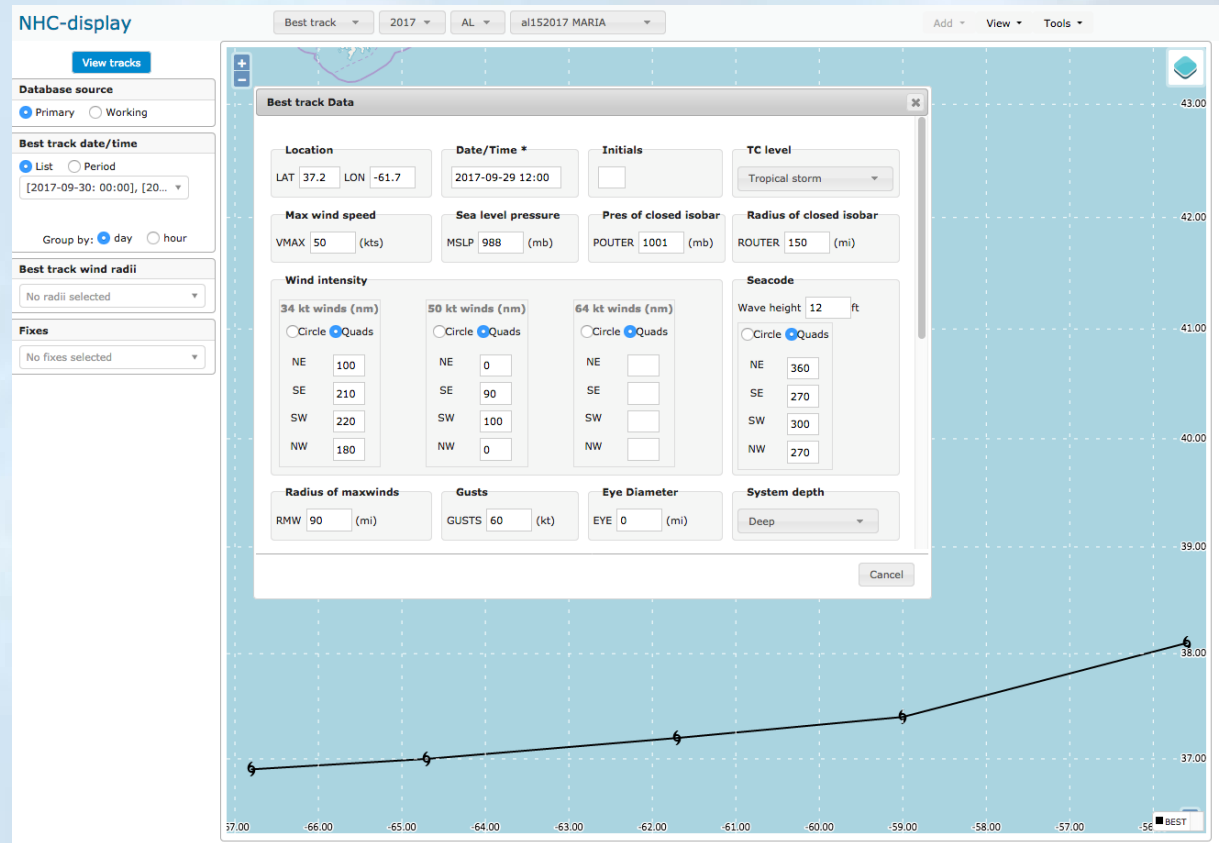 NHC-display
Best track
2017
AL
al152017 MARIA
Add
View
Tools
View tracks
Database source
Primary
Working
Best track date/time
List
Period
[2017-09-30: 00:00], [20...
Group by:
day
hour
Best track wind radii
No radii selected
Fixes
No fixes selected
+
−
Best track Data
Location
LAT 37.2 LON -61.7
Date/Time *
2017-09-29 12:00
Initials
TC level
Tropical storm
Max wind speed
VMAX 50 (kts)
Sea level pressure
MSLP 988 (mb)
Pres of closed isobar
POUTER 1001 (mb)
Radius of closed isobar
ROUTER 150 (mi)
Wind intensity
34 kt winds (nm)
Circle Quads
NE 100
SE 210
SW 220
NW 180
50 kt winds (nm)
Circle Quads
NE 0
SE 90
SW 100
NW 0
64 kt winds (nm)
Circle Quads
NE
SE
SW
NW
Seacode
Wave height 12 ft
Circle Quads
NE 360
SE 270
SW 300
NW 270
Radius of maxwinds
RMW 90 (mi)
Gusts
GUSTS 60 (kt)
Eye Diameter
EYE 0 (mi)
System depth
Deep
Cancel
43.00
42.00
41.00
40.00
39.00
38.00
37.00
57.00
-66.00
-65.00
-64.00
-63.00
-62.00
-61.00
-60.00
-59.00
-58.00
-57.00
-56
BEST